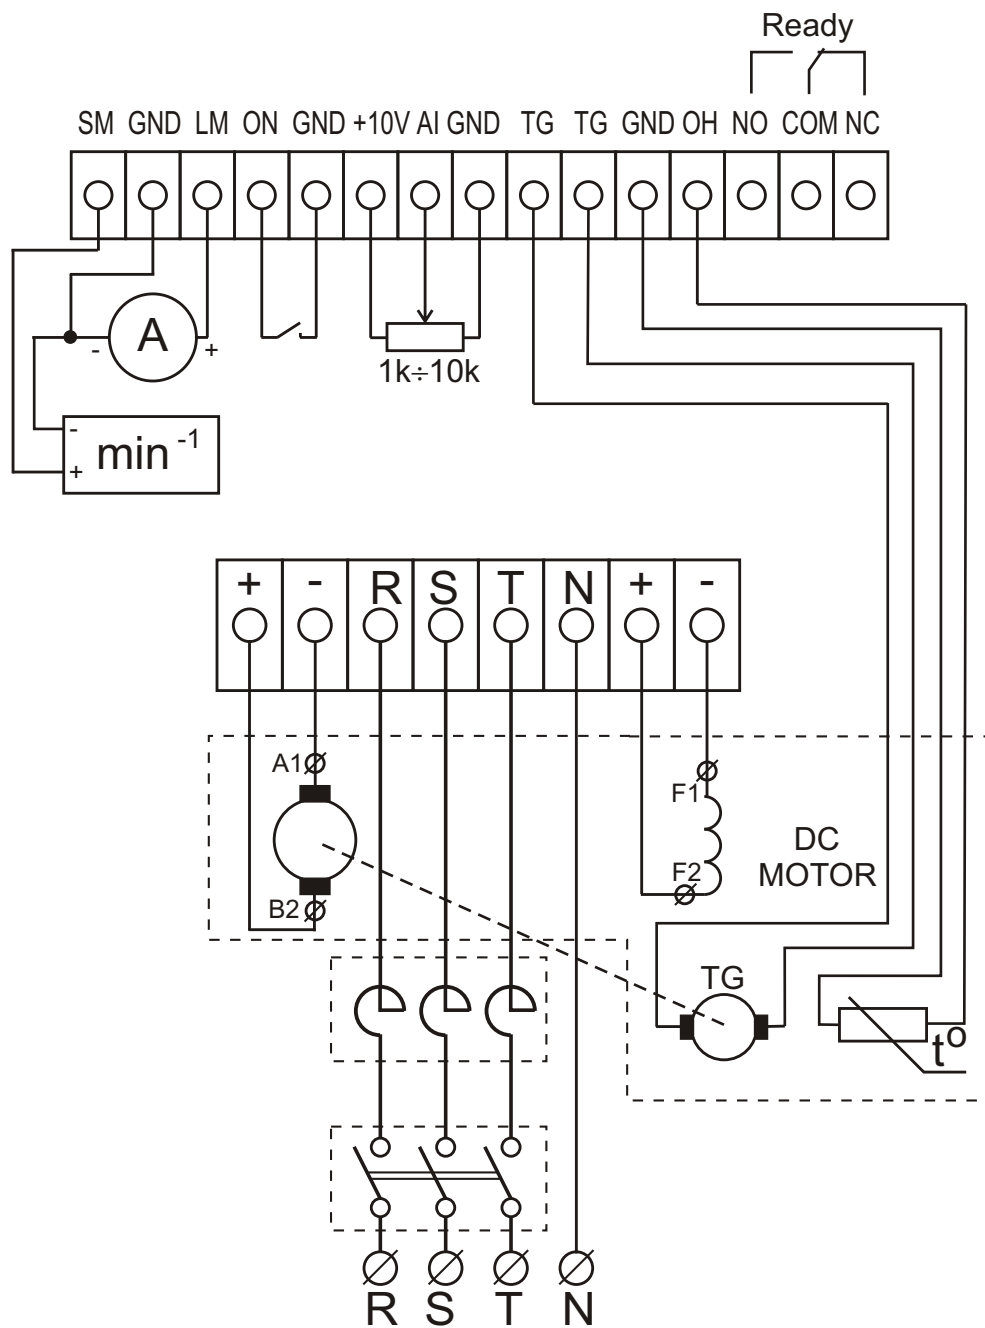 Ready
SM GND LM ON GND +10V AI GND TG TG GND OH NO COM NC
A
- +
1k÷10k
-
min⁻¹
+
+ - R S T N + -
A1
F1
DC
MOTOR
F2
B2
TG
t°
R S T N